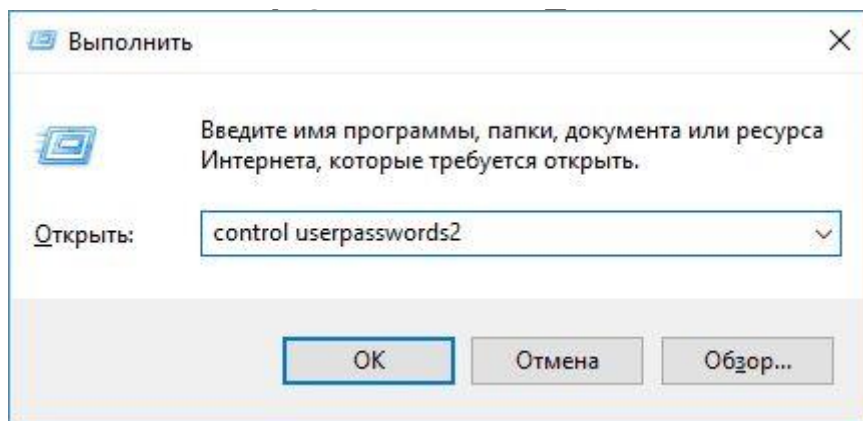 Выполнить
Введите имя программы, папки, документа или ресурса
Интернета, которые требуется открыть.
Открыть: control userpasswords2
OK Отмена Обзор...